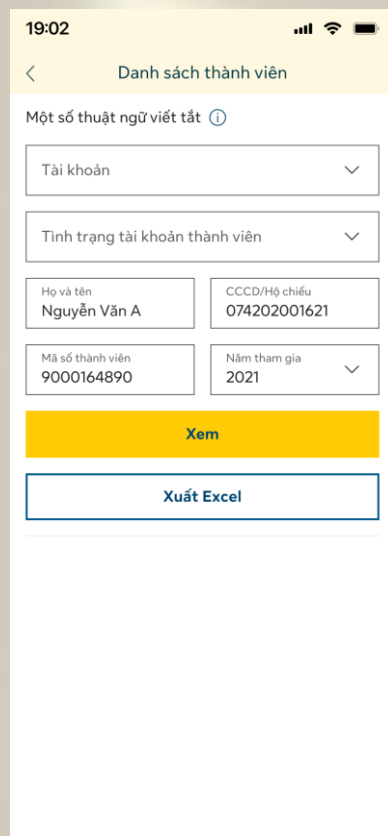 19:02
Danh sách thành viên
Một số thuật ngữ viết tắt
Tài khoản
Tình trạng tài khoản thành viên
Họ và tên
Nguyễn Văn A
CCCD/Hộ chiếu
074202001621
Mã số thành viên
9000164890
Năm tham gia
2021
Xem
Xuất Excel